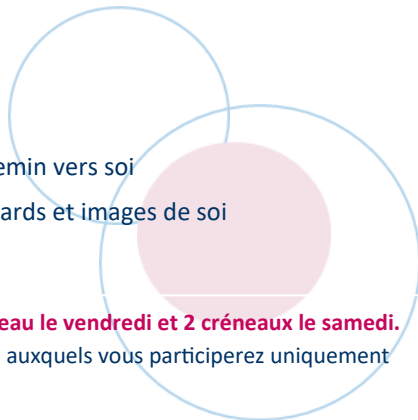 emin vers soi
ards et images de soi
eau le vendredi et 2 créneaux le samedi.
auxquels vous participerez uniquement